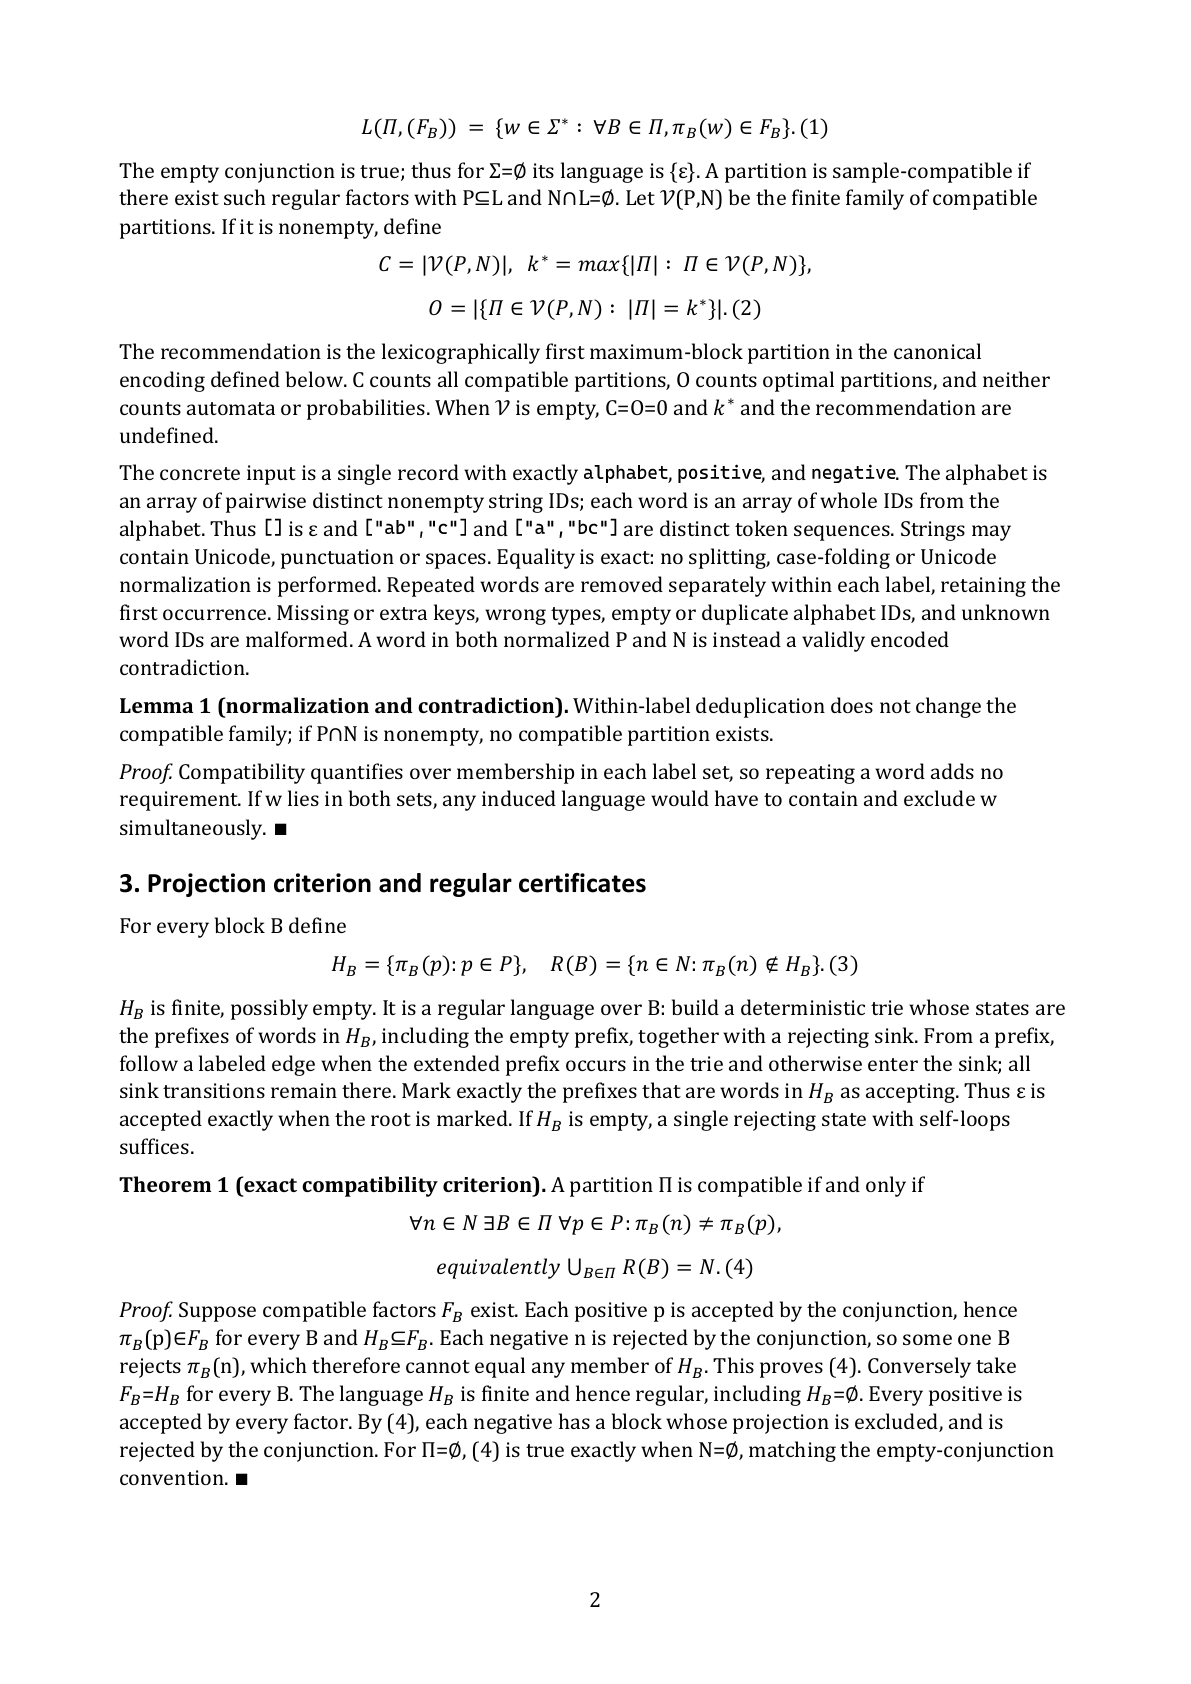 L(Π, (F_B)) = {w ∈ Σ* : ∀B ∈ Π, π_B(w) ∈ F_B}. (1)
The empty conjunction is true; thus for Σ=∅ its language is {ε}. A partition is sample-compatible if
there exist such regular factors with P⊆L and N∩L=∅. Let 𝒱(P,N) be the finite family of compatible
partitions. If it is nonempty, define
C = |𝒱(P, N)|, k* = max{|Π| : Π ∈ 𝒱(P, N)},
O = |{Π ∈ 𝒱(P, N) : |Π| = k*}|. (2)
The recommendation is the lexicographically first maximum-block partition in the canonical
encoding defined below. C counts all compatible partitions, O counts optimal partitions, and neither
counts automata or probabilities. When 𝒱 is empty, C=O=0 and k* and the recommendation are
undefined.
The concrete input is a single record with exactly alphabet, positive, and negative. The alphabet is
an array of pairwise distinct nonempty string IDs; each word is an array of whole IDs from the
alphabet. Thus [] is ε and ["ab","c"] and ["a","bc"] are distinct token sequences. Strings may
contain Unicode, punctuation or spaces. Equality is exact: no splitting, case-folding or Unicode
normalization is performed. Repeated words are removed separately within each label, retaining the
first occurrence. Missing or extra keys, wrong types, empty or duplicate alphabet IDs, and unknown
word IDs are malformed. A word in both normalized P and N is instead a validly encoded
contradiction.
Lemma 1 (normalization and contradiction). Within-label deduplication does not change the
compatible family; if P∩N is nonempty, no compatible partition exists.
Proof. Compatibility quantifies over membership in each label set, so repeating a word adds no
requirement. If w lies in both sets, any induced language would have to contain and exclude w
simultaneously. ■
3. Projection criterion and regular certificates
For every block B define
H_B = {π_B(p): p ∈ P}, R(B) = {n ∈ N: π_B(n) ∉ H_B}. (3)
H_B is finite, possibly empty. It is a regular language over B: build a deterministic trie whose states are
the prefixes of words in H_B, including the empty prefix, together with a rejecting sink. From a prefix,
follow a labeled edge when the extended prefix occurs in the trie and otherwise enter the sink; all
sink transitions remain there. Mark exactly the prefixes that are words in H_B as accepting. Thus ε is
accepted exactly when the root is marked. If H_B is empty, a single rejecting state with self-loops
suffices.
Theorem 1 (exact compatibility criterion). A partition Π is compatible if and only if
∀n ∈ N ∃B ∈ Π ∀p ∈ P: π_B(n) ≠ π_B(p),
equivalently ⋃_{B∈Π} R(B) = N. (4)
Proof. Suppose compatible factors F_B exist. Each positive p is accepted by the conjunction, hence
π_B(p)∈F_B for every B and H_B⊆F_B. Each negative n is rejected by the conjunction, so some one B
rejects π_B(n), which therefore cannot equal any member of H_B. This proves (4). Conversely take
F_B=H_B for every B. The language H_B is finite and hence regular, including H_B=∅. Every positive is
accepted by every factor. By (4), each negative has a block whose projection is excluded, and is
rejected by the conjunction. For Π=∅, (4) is true exactly when N=∅, matching the empty-conjunction
convention. ■
2